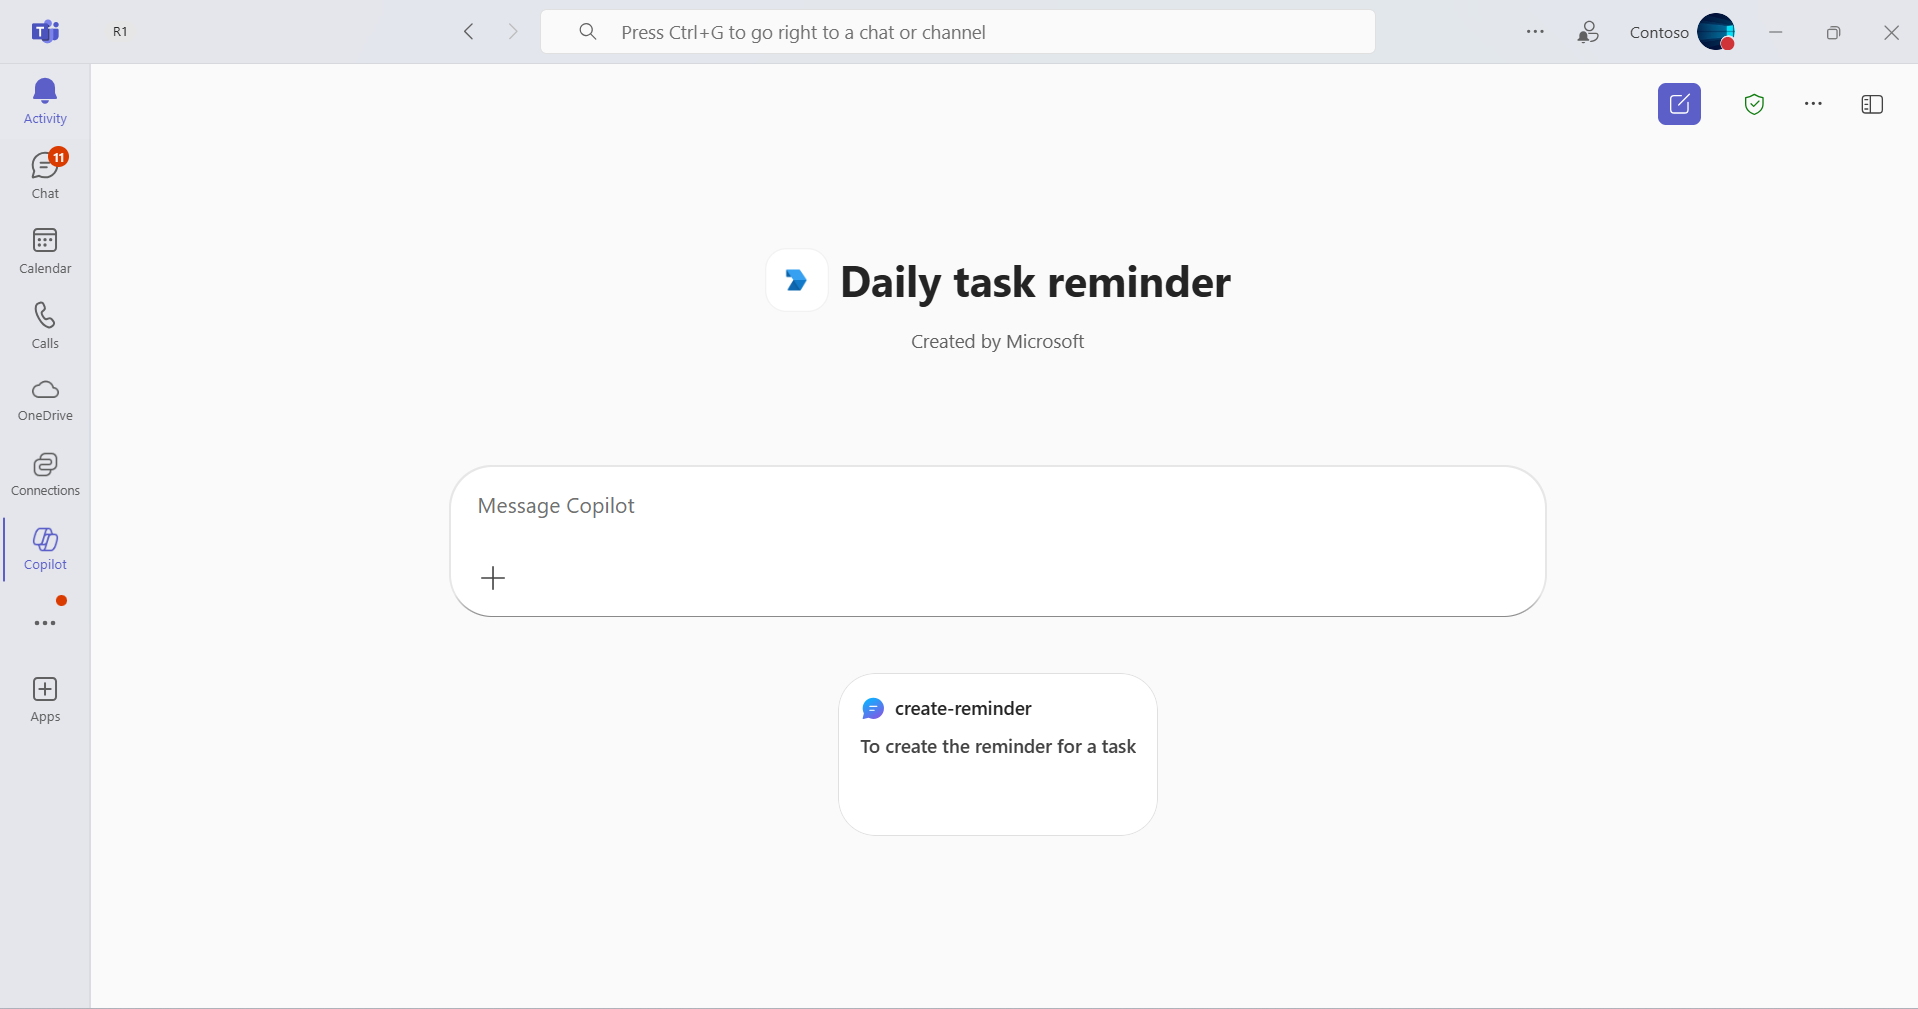 R1
Press Ctrl+G to go right to a chat or channel
Contoso
Activity
11
Chat
Calendar
Calls
OneDrive
Connections
Copilot
Apps
Daily task reminder
Created by Microsoft
Message Copilot
create-reminder
To create the reminder for a task